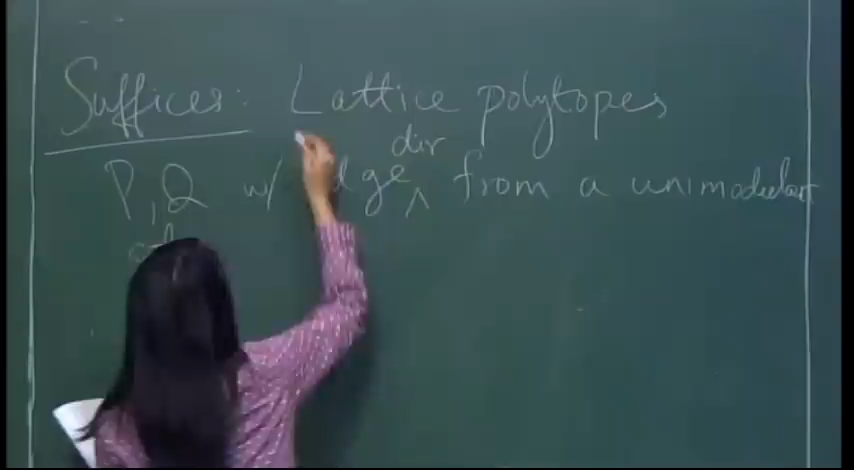 Suffices: Lattice polytopes
dir
P, Q w/ edge ^ from a unimodular